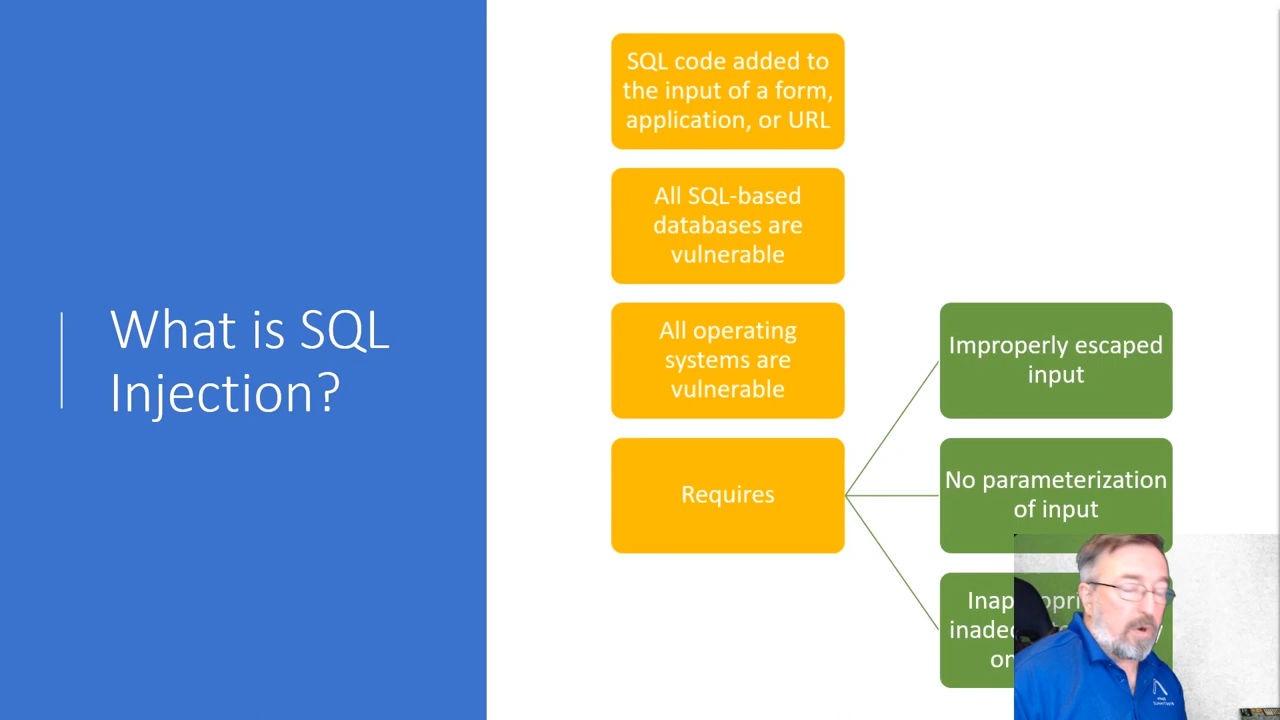 What is SQL
Injection?
SQL code added to
the input of a form,
application, or URL
All SQL-based
databases are
vulnerable
All operating
systems are
vulnerable
Requires
Improperly escaped
input
No parameterization
of input